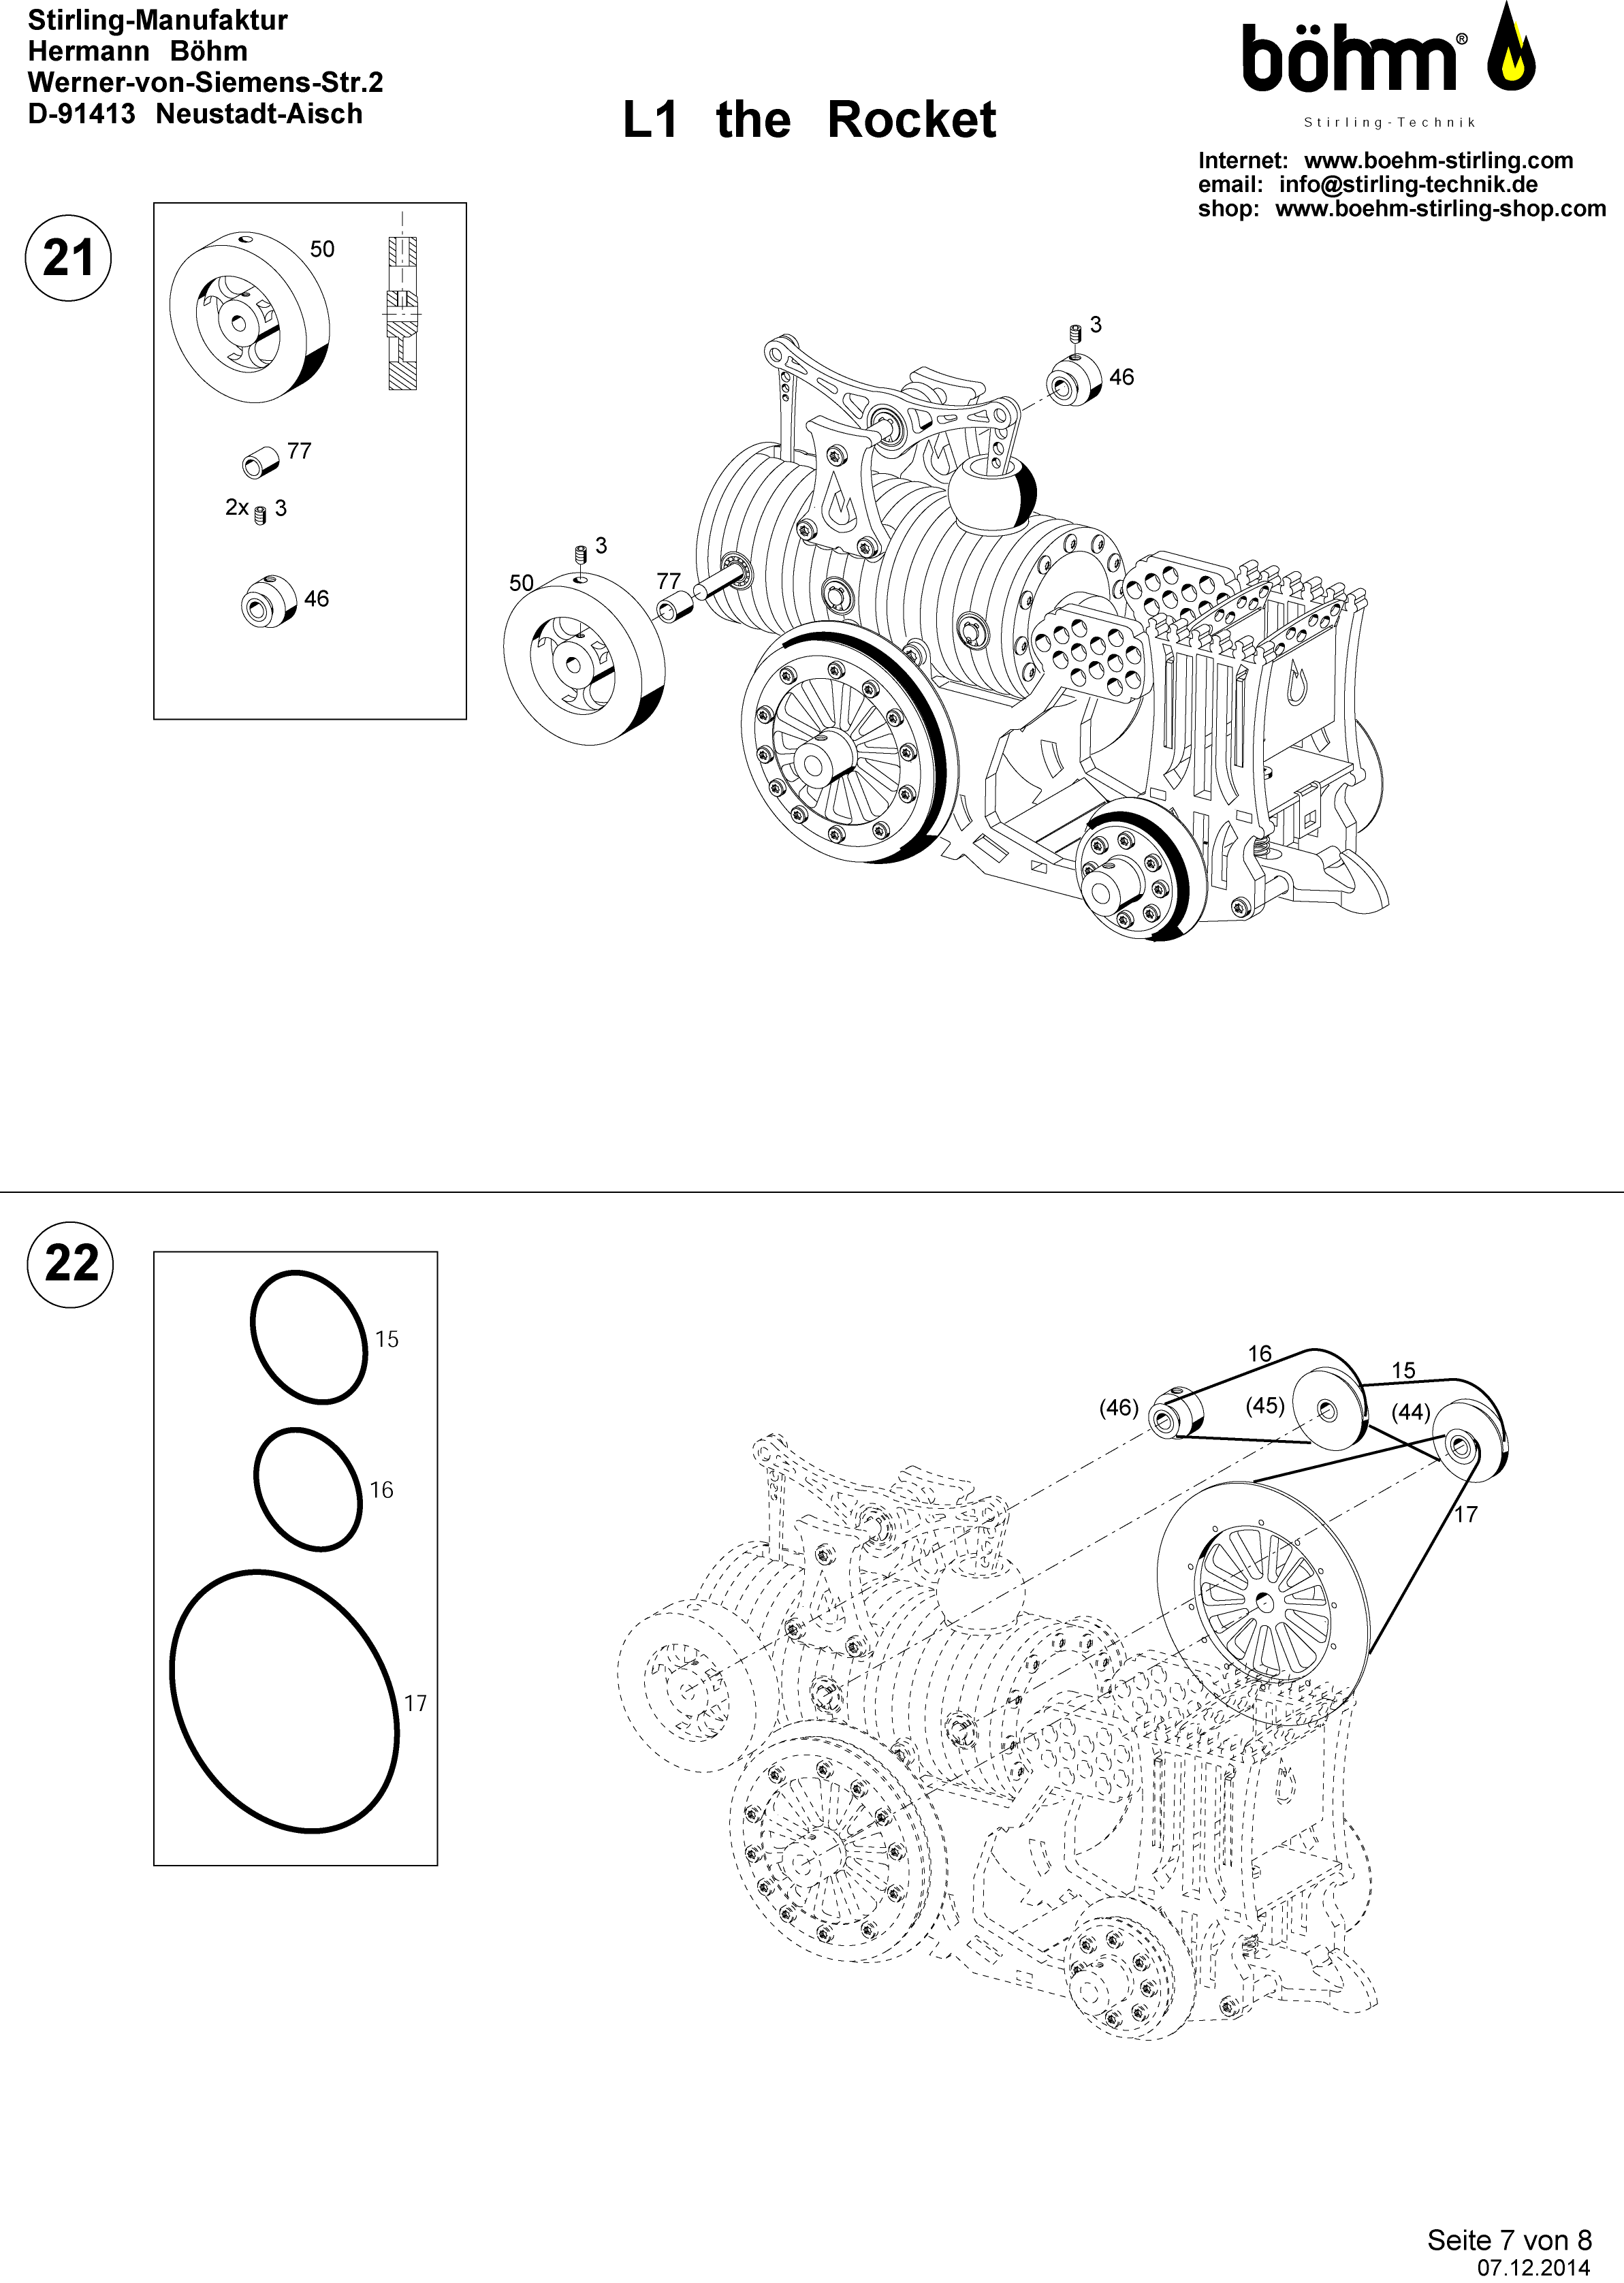 Stirling-Manufaktur
Hermann Böhm
Werner-von-Siemens-Str.2
D-91413 Neustadt-Aisch
L1 the Rocket
böhm®
Stirling-Technik
Internet: www.boehm-stirling.com
email: info@stirling-technik.de
shop: www.boehm-stirling-shop.com
21
50
77
2x 3
46
3
46
3
50
77
22
15
16
17
16
15
(46)
(45)
(44)
17
Seite 7 von 8
07.12.2014